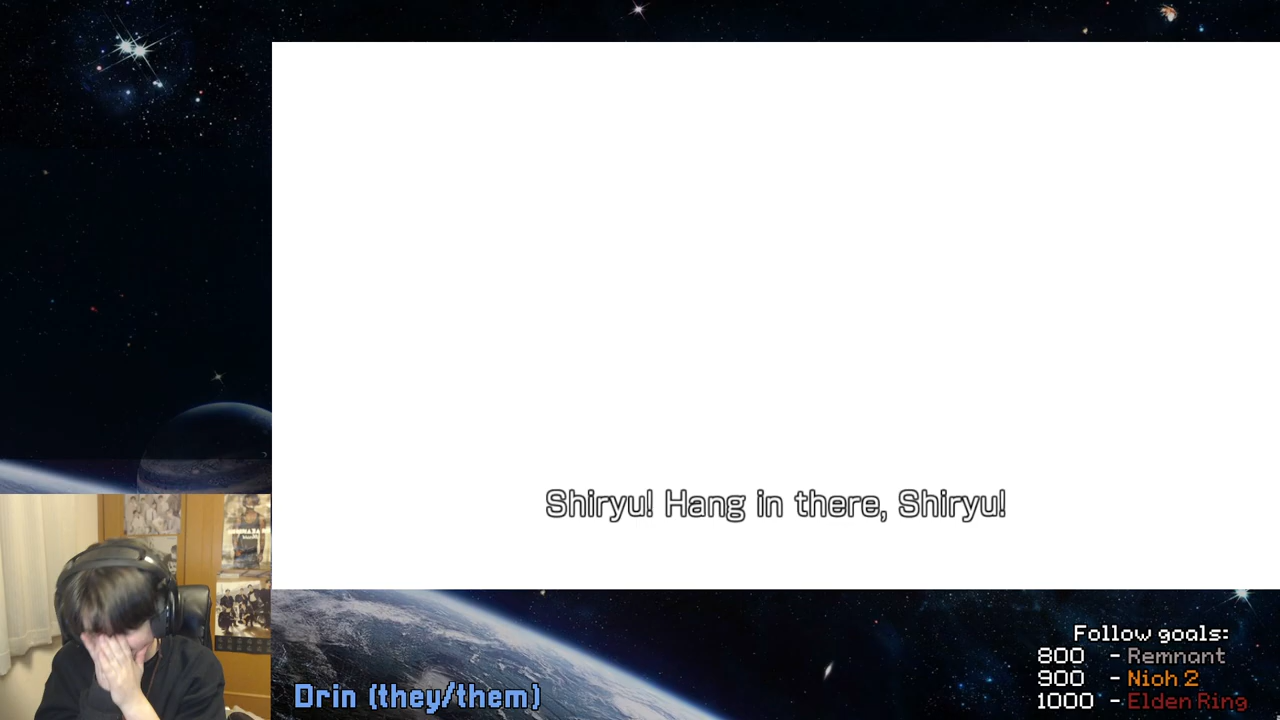 Shiryu! Hang in there, Shiryu!
Follow goals:
800 - Remnant
900 - Nioh 2
1000 - Elden Ring
Drin (they/them)